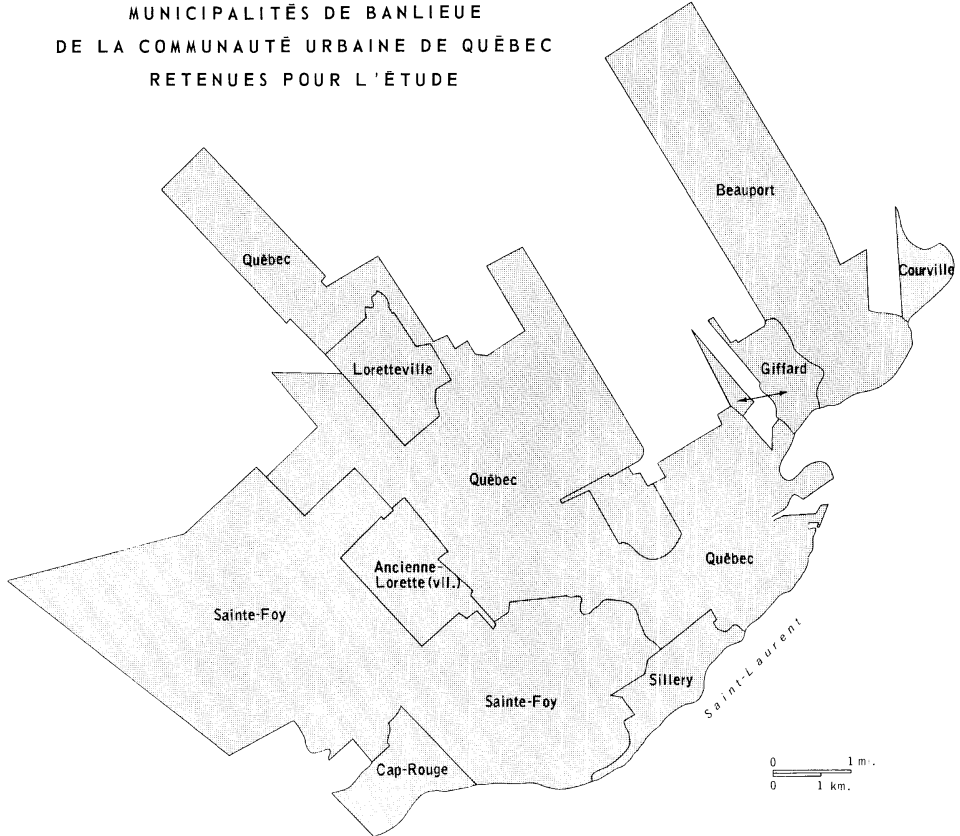 MUNICIPALITÉS DE BANLIEUE
DE LA COMMUNAUTÉ URBAINE DE QUÉBEC
RETENUES POUR L'ÉTUDE
Beauport
Québec
Courville
Loretteville
Giffard
Québec
Québec
Ancienne-
Lorette (vil.)
Sainte-Foy
Sillery
Sainte-Foy
Saint-Laurent
Cap-Rouge
0 1 mi.
0 1 km.